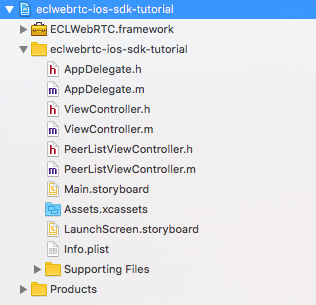 eclwebrtc-ios-sdk-tutorial
ECLWebRTC.framework
eclwebrtc-ios-sdk-tutorial
h AppDelegate.h
m AppDelegate.m
h ViewController.h
m ViewController.m
h PeerListViewController.h
m PeerListViewController.m
Main.storyboard
Assets.xcassets
LaunchScreen.storyboard
Info.plist
Supporting Files
Products